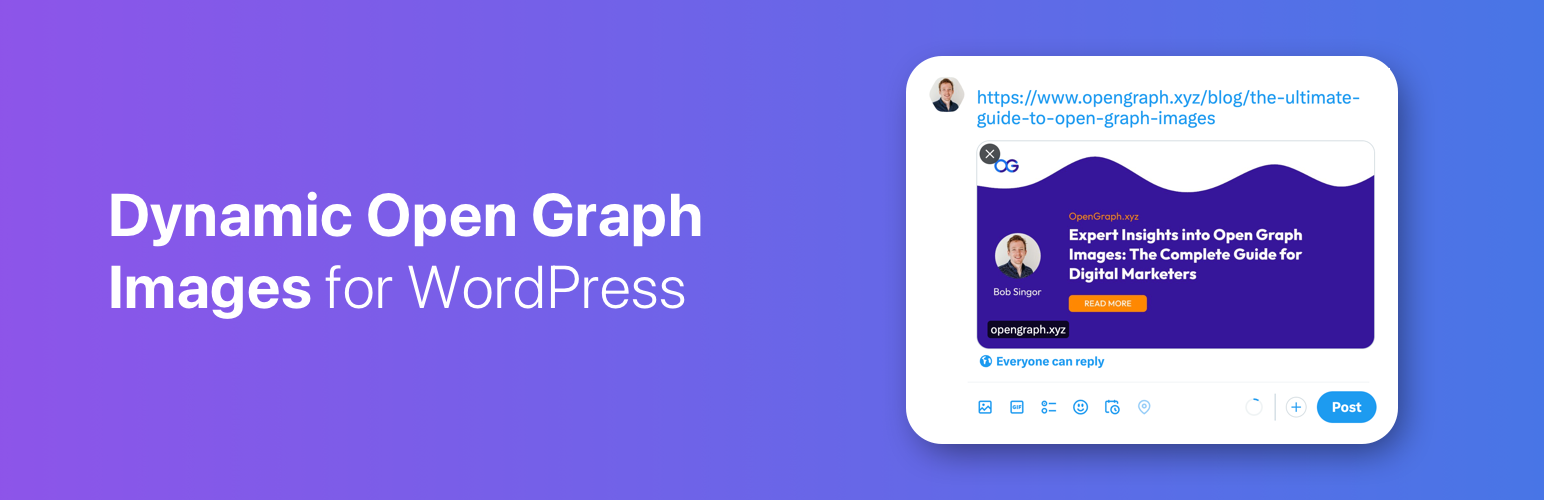 Dynamic Open Graph
Images for WordPress
https://www.opengraph.xyz/blog/the-ultimate-
guide-to-open-graph-images
OG
OpenGraph.xyz
Expert Insights into Open Graph
Images: The Complete Guide for
Digital Marketers
Bob Singor
READ MORE
opengraph.xyz
Everyone can reply
GIF
Post